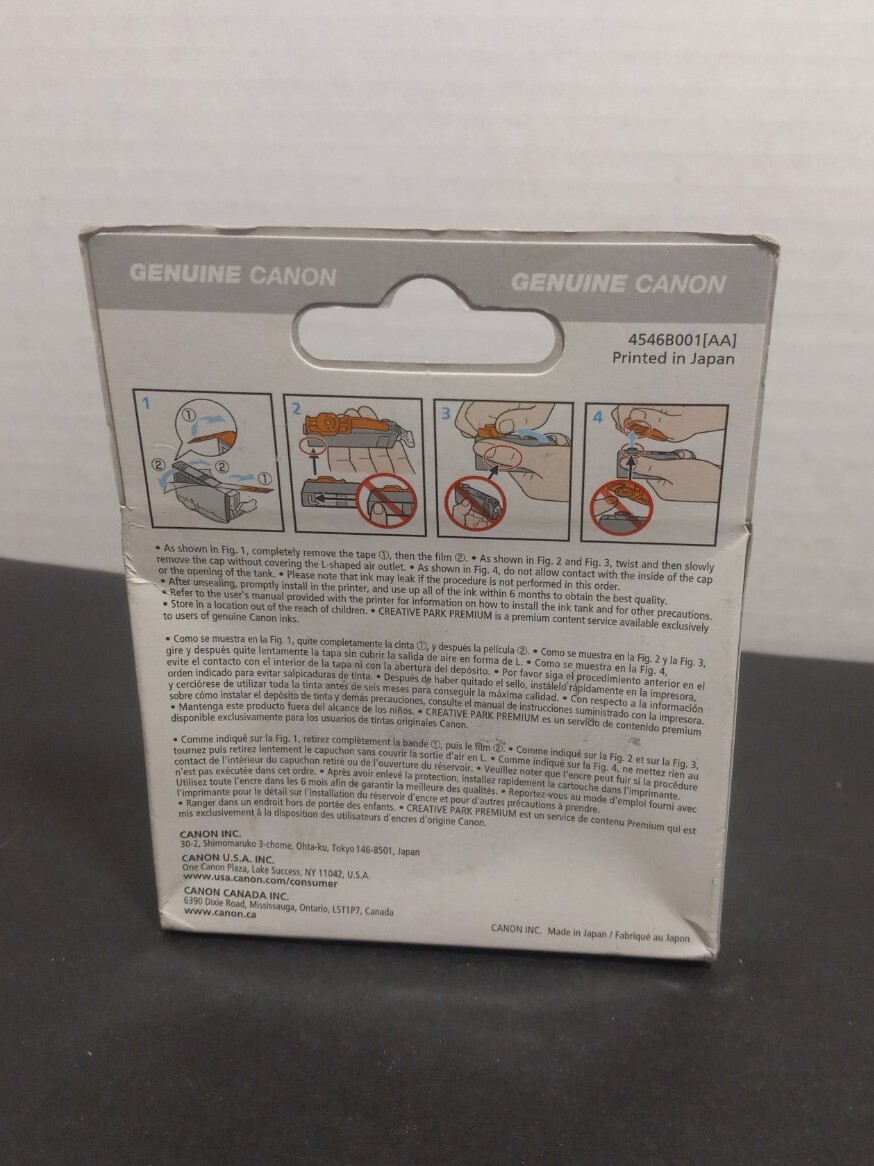 GENUINE CANON
GENUINE CANON
4546B001[AA]
Printed in Japan
1
①
②
②
①
2
3
4
• As shown in Fig. 1, completely remove the tape ①, then the film ②. • As shown in Fig. 2 and Fig. 3, twist and then slowly
remove the cap without covering the L-shaped air outlet. • As shown in Fig. 4, do not allow contact with the inside of the cap
or the opening of the tank. • Please note that ink may leak if the procedure is not performed in this order.
• After unsealing, promptly install in the printer, and use up all of the ink within 6 months to obtain the best quality.
• Refer to the user's manual provided with the printer for information on how to install the ink tank and for other precautions.
• Store in a location out of the reach of children. • CREATIVE PARK PREMIUM is a premium content service available exclusively
to users of genuine Canon inks.
• Como se muestra en la Fig. 1, quite completamente la cinta ①, y después la película ②. • Como se muestra en la Fig. 2 y la Fig. 3,
gire y después quite lentamente la tapa sin cubrir la salida de aire en forma de L. • Como se muestra en la Fig. 4,
evite el contacto con el interior de la tapa ni con la abertura del depósito. • Por favor siga el procedimiento anterior en el
orden indicado para evitar salpicaduras de tinta. • Después de haber quitado el sello, instálelo rápidamente en la impresora,
y cerciórese de utilizar toda la tinta antes de seis meses para conseguir la máxima calidad. • Con respecto a la información
sobre cómo instalar el depósito de tinta y demás precauciones, consulte el manual de instrucciones suministrado con la impresora.
• Mantenga este producto fuera del alcance de los niños. • CREATIVE PARK PREMIUM es un servicio de contenido premium
disponible exclusivamente para los usuarios de tintas originales Canon.
• Comme indiqué sur la Fig. 1, retirez complètement la bande ①, puis le film ②. • Comme indiqué sur la Fig. 2 et sur la Fig. 3,
tournez puis retirez lentement le capuchon sans couvrir la sortie d'air en L. • Comme indiqué sur la Fig. 4, ne mettez rien au
contact de l'intérieur du capuchon retiré ou de l'ouverture du réservoir. • Veuillez noter que l'encre peut fuir si la procédure
n'est pas exécutée dans cet ordre. • Après avoir enlevé la protection, installez rapidement la cartouche dans l'imprimante.
Utilisez toute l'encre dans les 6 mois afin de garantir la meilleure des qualités. • Reportez-vous au mode d'emploi fourni avec
l'imprimante pour le détail sur l'installation du réservoir d'encre et pour d'autres précautions à prendre.
• Ranger dans un endroit hors de portée des enfants. • CREATIVE PARK PREMIUM est un service de contenu Premium qui est
mis exclusivement à la disposition des utilisateurs d'encres d'origine Canon.
CANON INC.
30-2, Shimomaruko 3-chome, Ohta-ku, Tokyo 146-8501, Japan
CANON U.S.A. INC.
One Canon Plaza, Lake Success, NY 11042, U.S.A.
www.usa.canon.com/consumer
CANON CANADA INC.
6390 Dixie Road, Mississauga, Ontario, L5T1P7, Canada
www.canon.ca
CANON INC. Made in Japan / Fabriqué au Japon